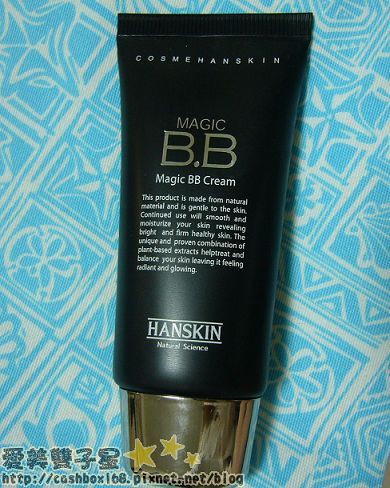 COSMEHANSKIN
MAGIC
B.B
Magic BB Cream
This product is made from natural
material and is gentle to the skin.
Continued use will smooth and
moisturize your skin revealing
bright and firm healthy skin. The
unique and proven combination of
plant-based extracts helptreat and
balance your skin leaving it feeling
radiant and glowing.
HANSKIN
Natural Science
愛美雙子星
http://cashbox168.pixnet.net/blog